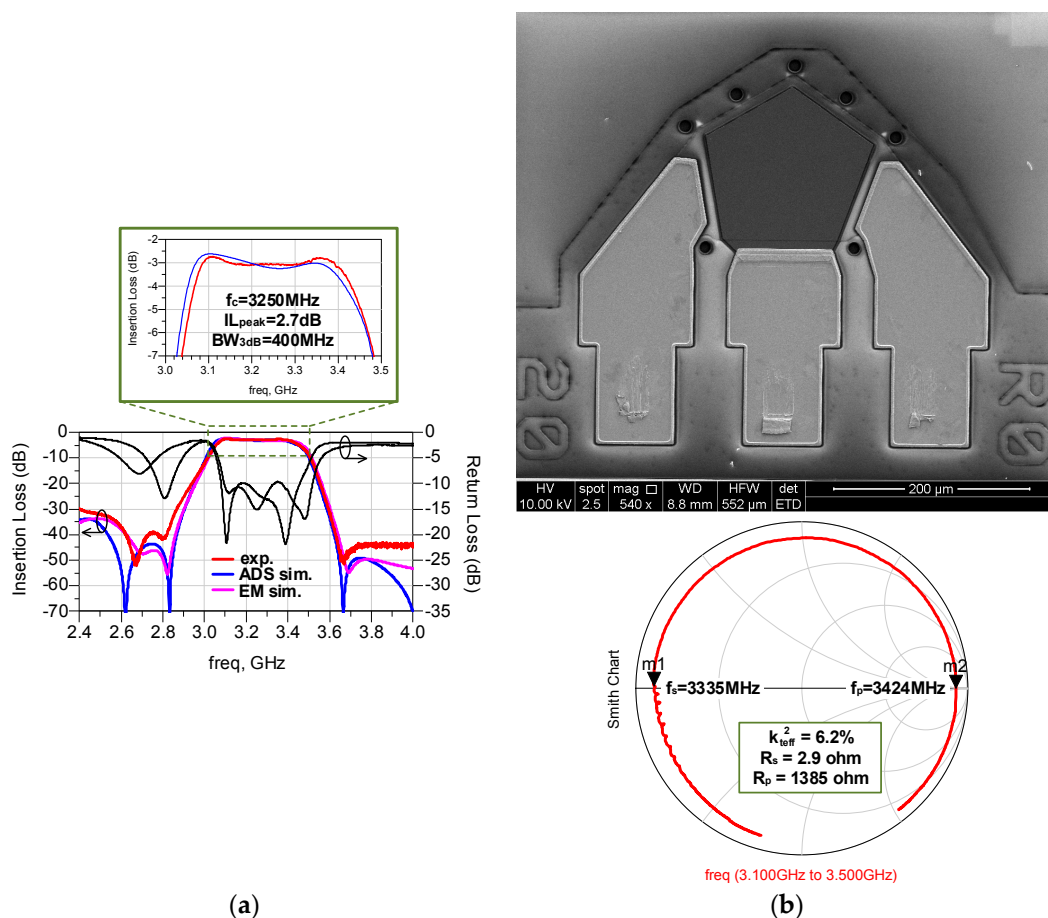 -2
-3
-4
-5
-6
-7
Insertion Loss (dB)
fc=3250MHz
ILpeak=2.7dB
BW3dB=400MHz
3.0 3.1 3.2 3.3 3.4 3.5
freq, GHz
0
-10
-20
-30
-40
-50
-60
-70
Insertion Loss (dB)
0
-5
-10
-15
-20
-25
-30
-35
Return Loss (dB)
exp.
ADS sim.
EM sim.
2.4 2.6 2.8 3.0 3.2 3.4 3.6 3.8 4.0
freq, GHz
(a)
20
R0
HV spot mag WD HFW det
10.00 kV 2.5 540 x 8.8 mm 552 µm ETD
200 µm
Smith Chart
m1 m2
fs=3335MHz fp=3424MHz
k²teff = 6.2%
Rs = 2.9 ohm
Rp = 1385 ohm
freq (3.100GHz to 3.500GHz)
(b)